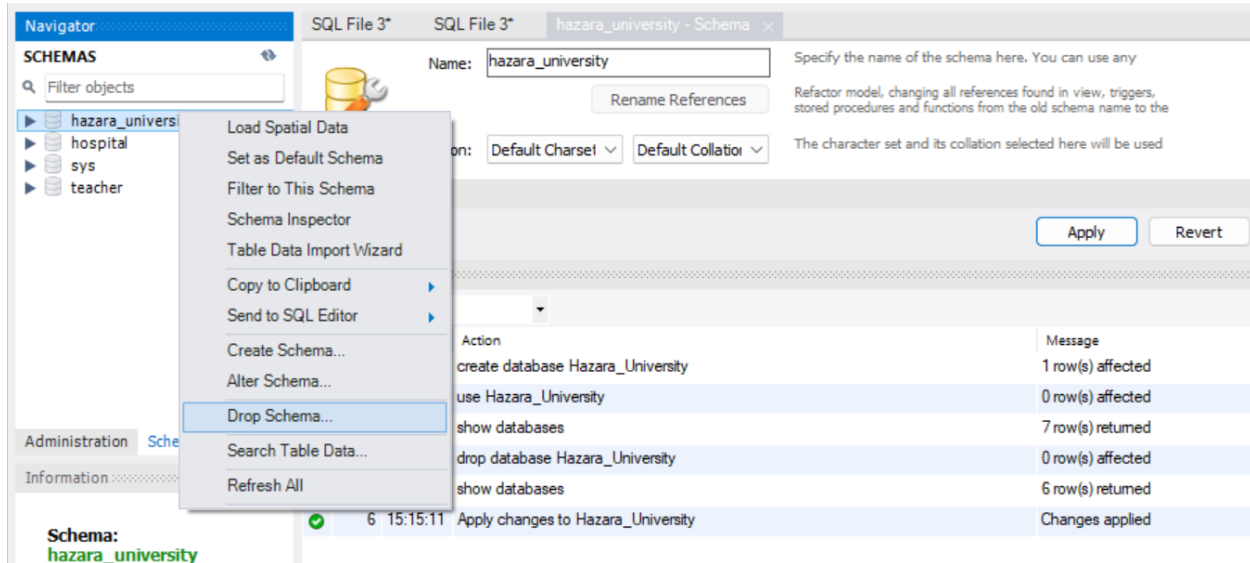 Navigator
SCHEMAS
Filter objects
hazara_universi
hospital
sys
teacher
Administration Sche
Information
Schema:
hazara_university
Load Spatial Data
Set as Default Schema
Filter to This Schema
Schema Inspector
Table Data Import Wizard
Copy to Clipboard
Send to SQL Editor
Create Schema...
Alter Schema...
Drop Schema...
Search Table Data...
Refresh All
SQL File 3* SQL File 3* hazara_university - Schema
Name: hazara_university
Specify the name of the schema here. You can use any
Rename References
Refactor model, changing all references found in view, triggers,
stored procedures and functions from the old schema name to the
on: Default Charset Default Collation
The character set and its collation selected here will be used
Apply Revert
Action Message
create database Hazara_University 1 row(s) affected
use Hazara_University 0 row(s) affected
show databases 7 row(s) returned
drop database Hazara_University 0 row(s) affected
show databases 6 row(s) returned
6 15:15:11 Apply changes to Hazara_University Changes applied